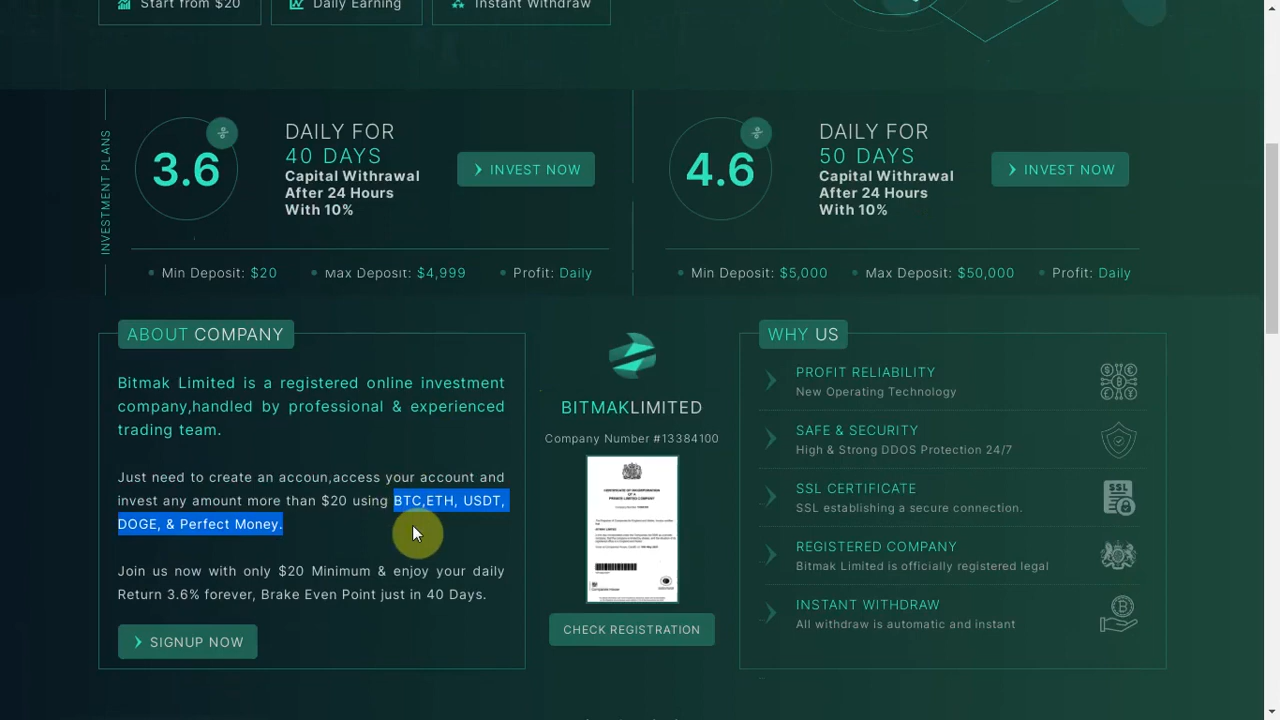 Start from $20
Daily Earning
Instant Withdraw
INVESTMENT PLANS
3.6
DAILY FOR
40 DAYS
Capital Withrawal
After 24 Hours
With 10%
INVEST NOW
Min Deposit: $20
Max Deposit: $4,999
Profit: Daily
4.6
DAILY FOR
50 DAYS
Capital Withrawal
After 24 Hours
With 10%
INVEST NOW
Min Deposit: $5,000
Max Deposit: $50,000
Profit: Daily
ABOUT COMPANY
Bitmak Limited is a registered online investment
company,handled by professional & experienced
trading team.
Just need to create an accoun,access your account and
invest any amount more than $20 using BTC,ETH, USDT,
DOGE, & Perfect Money.
Join us now with only $20 Minimum & enjoy your daily
Return 3.6% forever, Brake Even Point just in 40 Days.
SIGNUP NOW
BITMAKLIMITED
Company Number #13384100
CERTIFICATE OF INCORPORATION
OF A
PRIVATE LIMITED COMPANY
CHECK REGISTRATION
WHY US
PROFIT RELIABILITY
New Operating Technology
SAFE & SECURITY
High & Strong DDOS Protection 24/7
SSL CERTIFICATE
SSL establishing a secure connection.
REGISTERED COMPANY
Bitmak Limited is officially registered legal
INSTANT WITHDRAW
All withdraw is automatic and instant